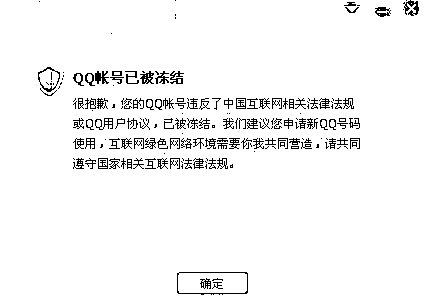 QQ帐号已被冻结
很抱歉，您的QQ帐号违反了中国互联网相关法律法规
或QQ用户协议，已被冻结。我们建议您申请新QQ号码
使用，互联网绿色网络环境需要你我共同营造，请共同
遵守国家相关互联网法律法规。
确定